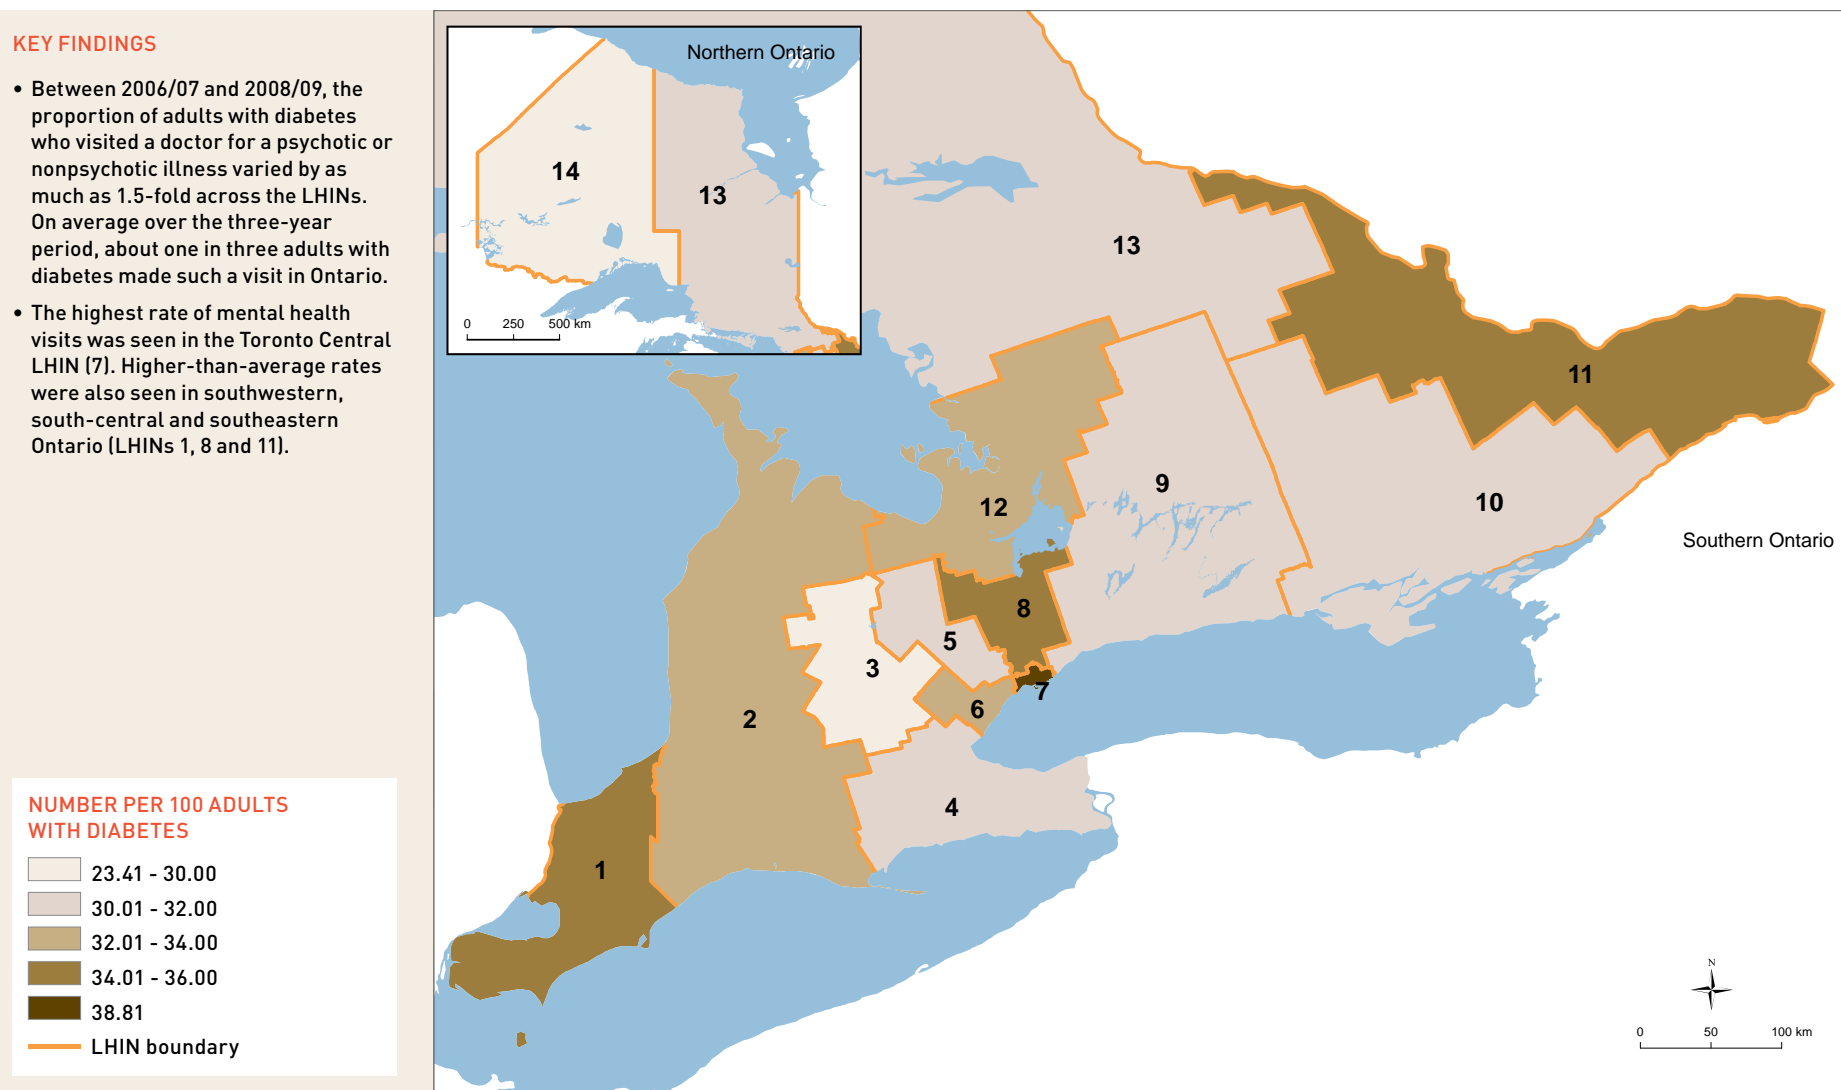 KEY FINDINGS
• Between 2006/07 and 2008/09, the
proportion of adults with diabetes
who visited a doctor for a psychotic or
nonpsychotic illness varied by as
much as 1.5-fold across the LHINs.
On average over the three-year
period, about one in three adults with
diabetes made such a visit in Ontario.
• The highest rate of mental health
visits was seen in the Toronto Central
LHIN (7). Higher-than-average rates
were also seen in southwestern,
south-central and southeastern
Ontario (LHINs 1, 8 and 11).
NUMBER PER 100 ADULTS
WITH DIABETES
23.41 - 30.00
30.01 - 32.00
32.01 - 34.00
34.01 - 36.00
38.81
LHIN boundary
Northern Ontario
14
13
0 250 500 km
13
11
9
10
12
Southern Ontario
8
5
3
7
6
2
4
1
N
0 50 100 km